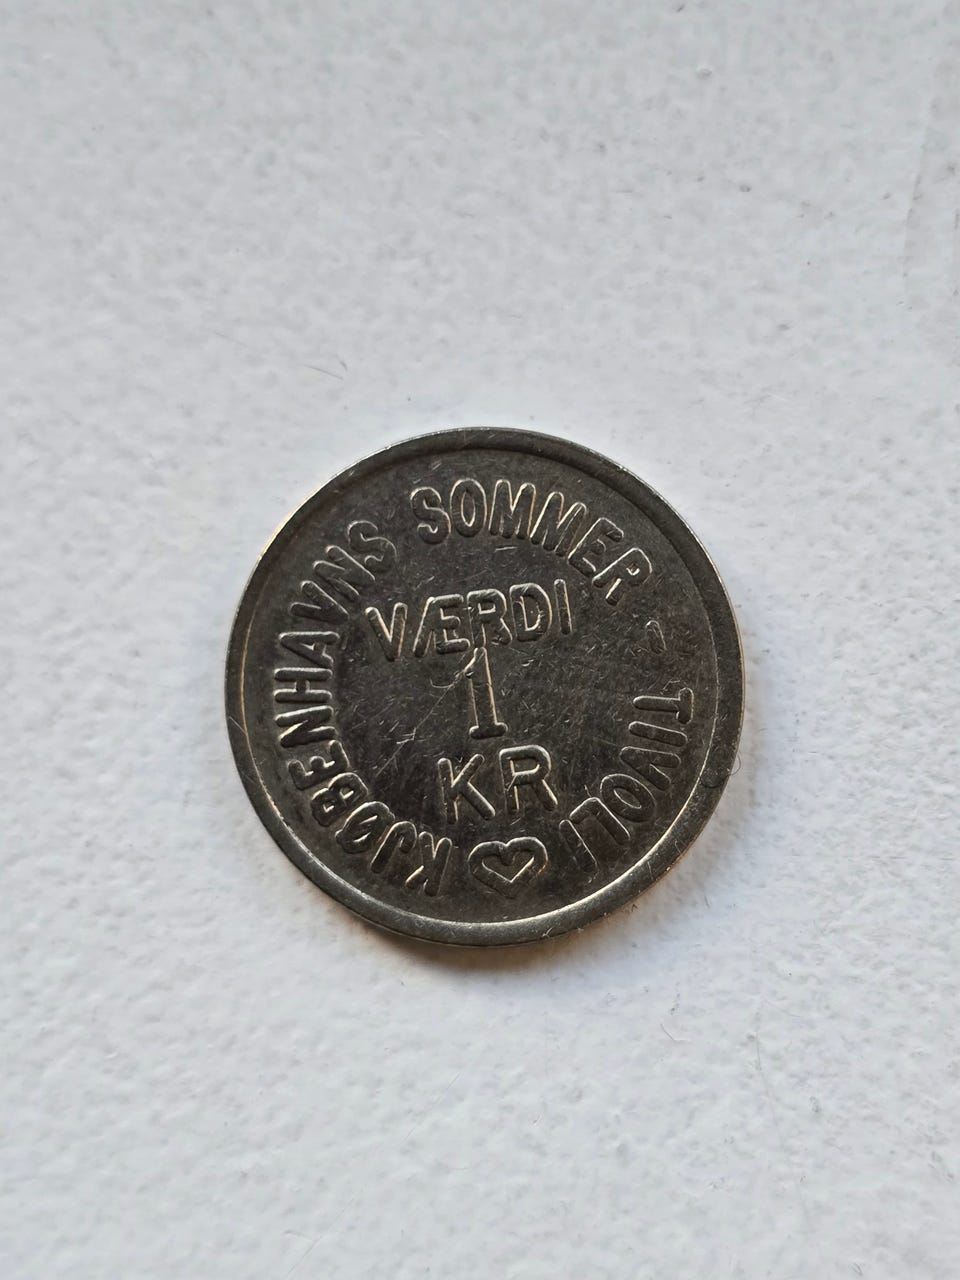 KJØBENHAVNS SOMMER - TIVOLI
VÆRDI
1
KR